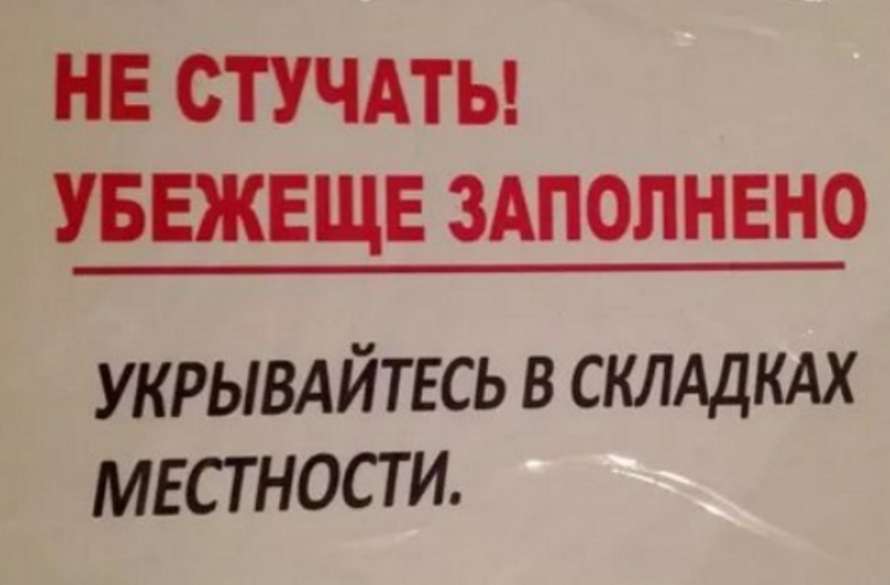 НЕ СТУЧАТЬ!
УБЕЖЕЩЕ ЗАПОЛНЕНО
УКРЫВАЙТЕСЬ В СКЛАДКАХ
МЕСТНОСТИ.